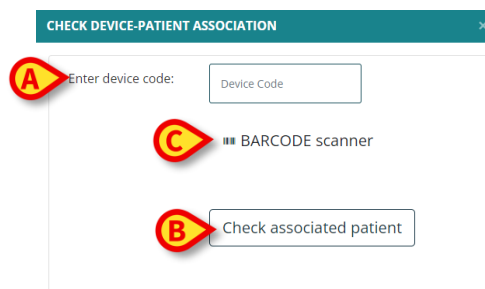 CHECK DEVICE-PATIENT ASSOCIATION ×
A Enter device code: Device Code
C BARCODE scanner
B Check associated patient